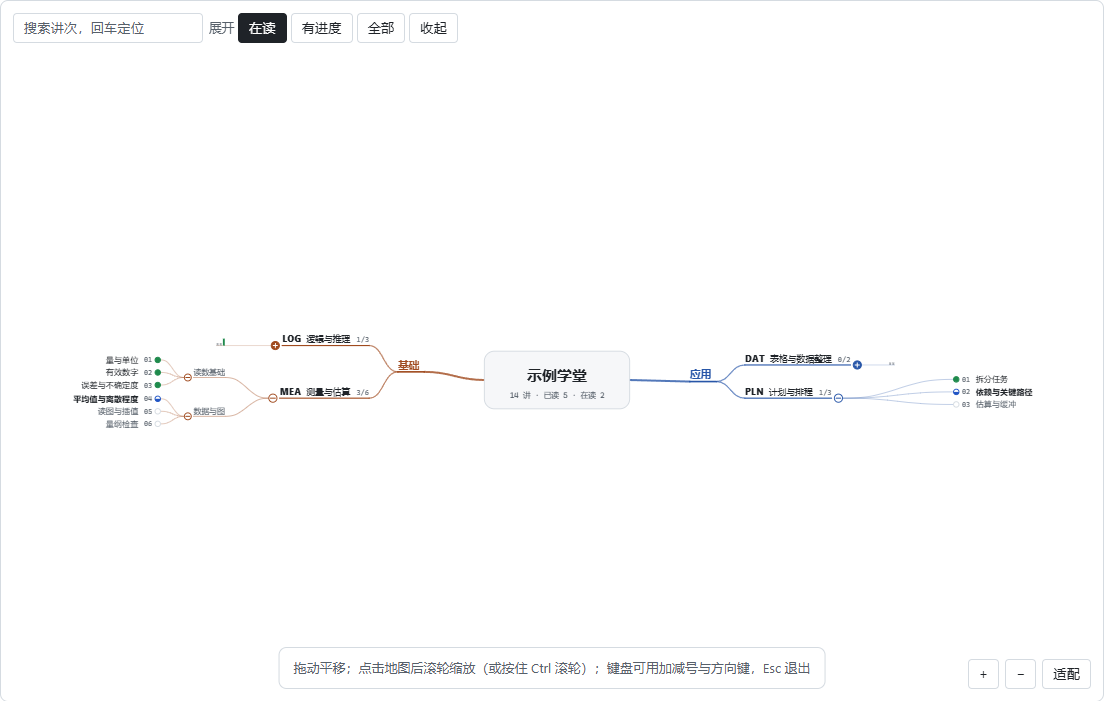 搜索讲次，回车定位 展开 在读 有进度 全部 收起
LOG 逻辑与推理 1/3
量与单位 01
有效数字 02
误差与不确定度 03
读数基础
平均值与离散程度 04
读图与插值 05
量纲检查 06
数据与图
MEA 测量与估算 3/6
基础
示例学堂
14 讲 · 已读 5 · 在读 2
应用
DAT 表格与数据整理 0/2
PLN 计划与排程 1/3
01 拆分任务
02 依赖与关键路径
03 估算与缓冲
拖动平移；点击地图后滚轮缩放（或按住 Ctrl 滚轮）；键盘可用加减号与方向键，Esc 退出
+ − 适配